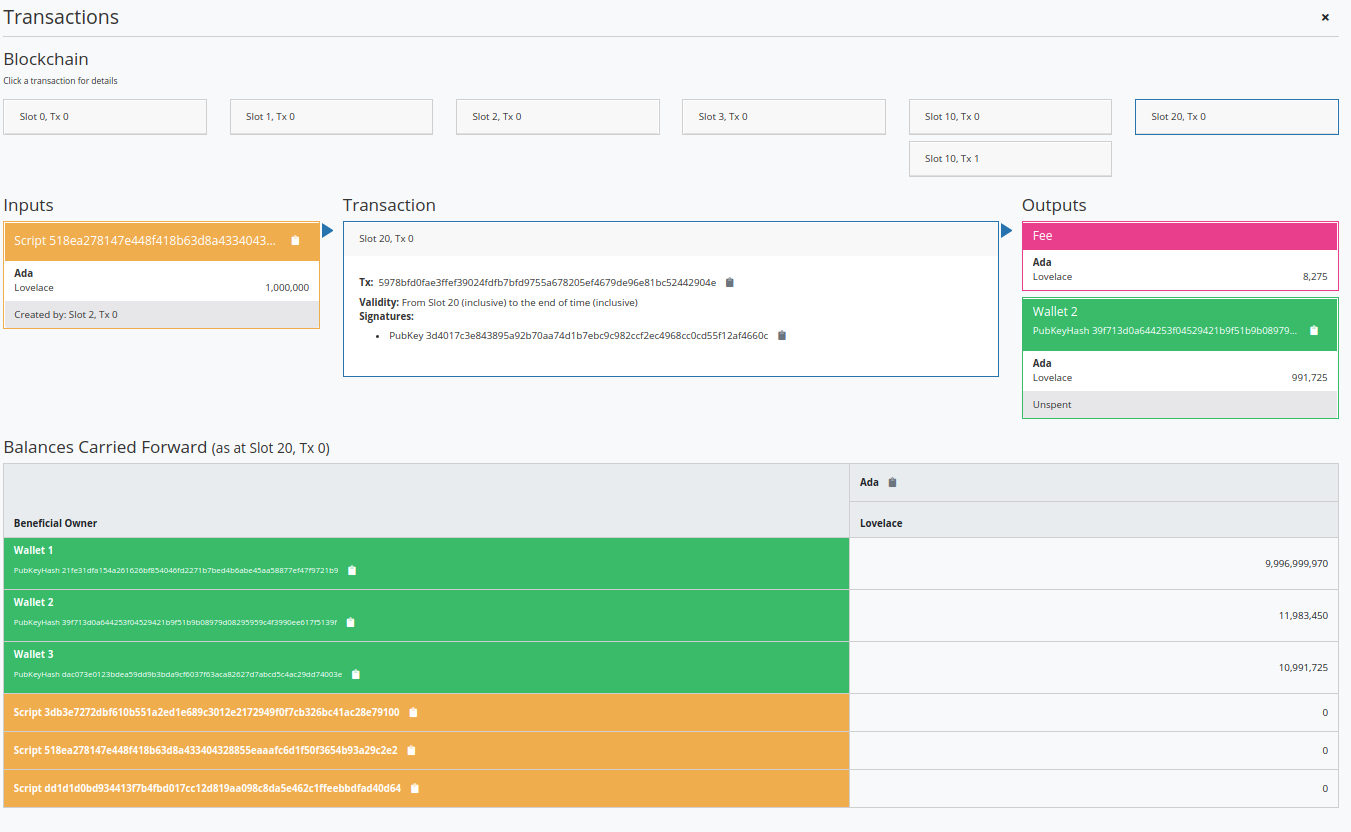 Transactions
×
Blockchain
Click a transaction for details
Slot 0, Tx 0
Slot 1, Tx 0
Slot 2, Tx 0
Slot 3, Tx 0
Slot 10, Tx 0
Slot 20, Tx 0
Slot 10, Tx 1
Inputs
Script 518ea278147e448f418b63d8a4334043...
Ada
Lovelace 1,000,000
Created by: Slot 2, Tx 0
Transaction
Slot 20, Tx 0
Tx: 5978bfd0fae3ffef39024fdfb7bfd9755a678205ef4679de96e81bc52442904e
Validity: From Slot 20 (inclusive) to the end of time (inclusive)
Signatures:
• PubKey 3d4017c3e843895a92b70aa74d1b7ebc9c982ccf2ec4968cc0cd55f12af4660c
Outputs
Fee
Ada
Lovelace 8,275
Wallet 2
PubKeyHash 39f713d0a644253f04529421b9f51b9b08979...
Ada
Lovelace 991,725
Unspent
Balances Carried Forward (as at Slot 20, Tx 0)
Ada
Beneficial Owner Lovelace
Wallet 1
PubKeyHash 21fe31dfa154a261626bf854046fd2271b7bed4b6abe45aa58877ef47f9721b9
9,996,999,970
Wallet 2
PubKeyHash 39f713d0a644253f04529421b9f51b9b08979d08295959c4f3990ee617f5139f
11,983,450
Wallet 3
PubKeyHash dac073e0123bdea59dd9b3bda9cf6037f63aca82627d7abcd5c4ac29dd74003e
10,991,725
Script 3db3e7272dbf610b551a2ed1e689c3012e2172949f0f7cb326bc41ac28e79100 0
Script 518ea278147e448f418b63d8a433404328855eaaafc6d1f50f3654b93a29c2e2 0
Script dd1d1d0bd934413f7b4fbd017cc12d819aa098c8da5e462c1ffeebbdfad40d64 0